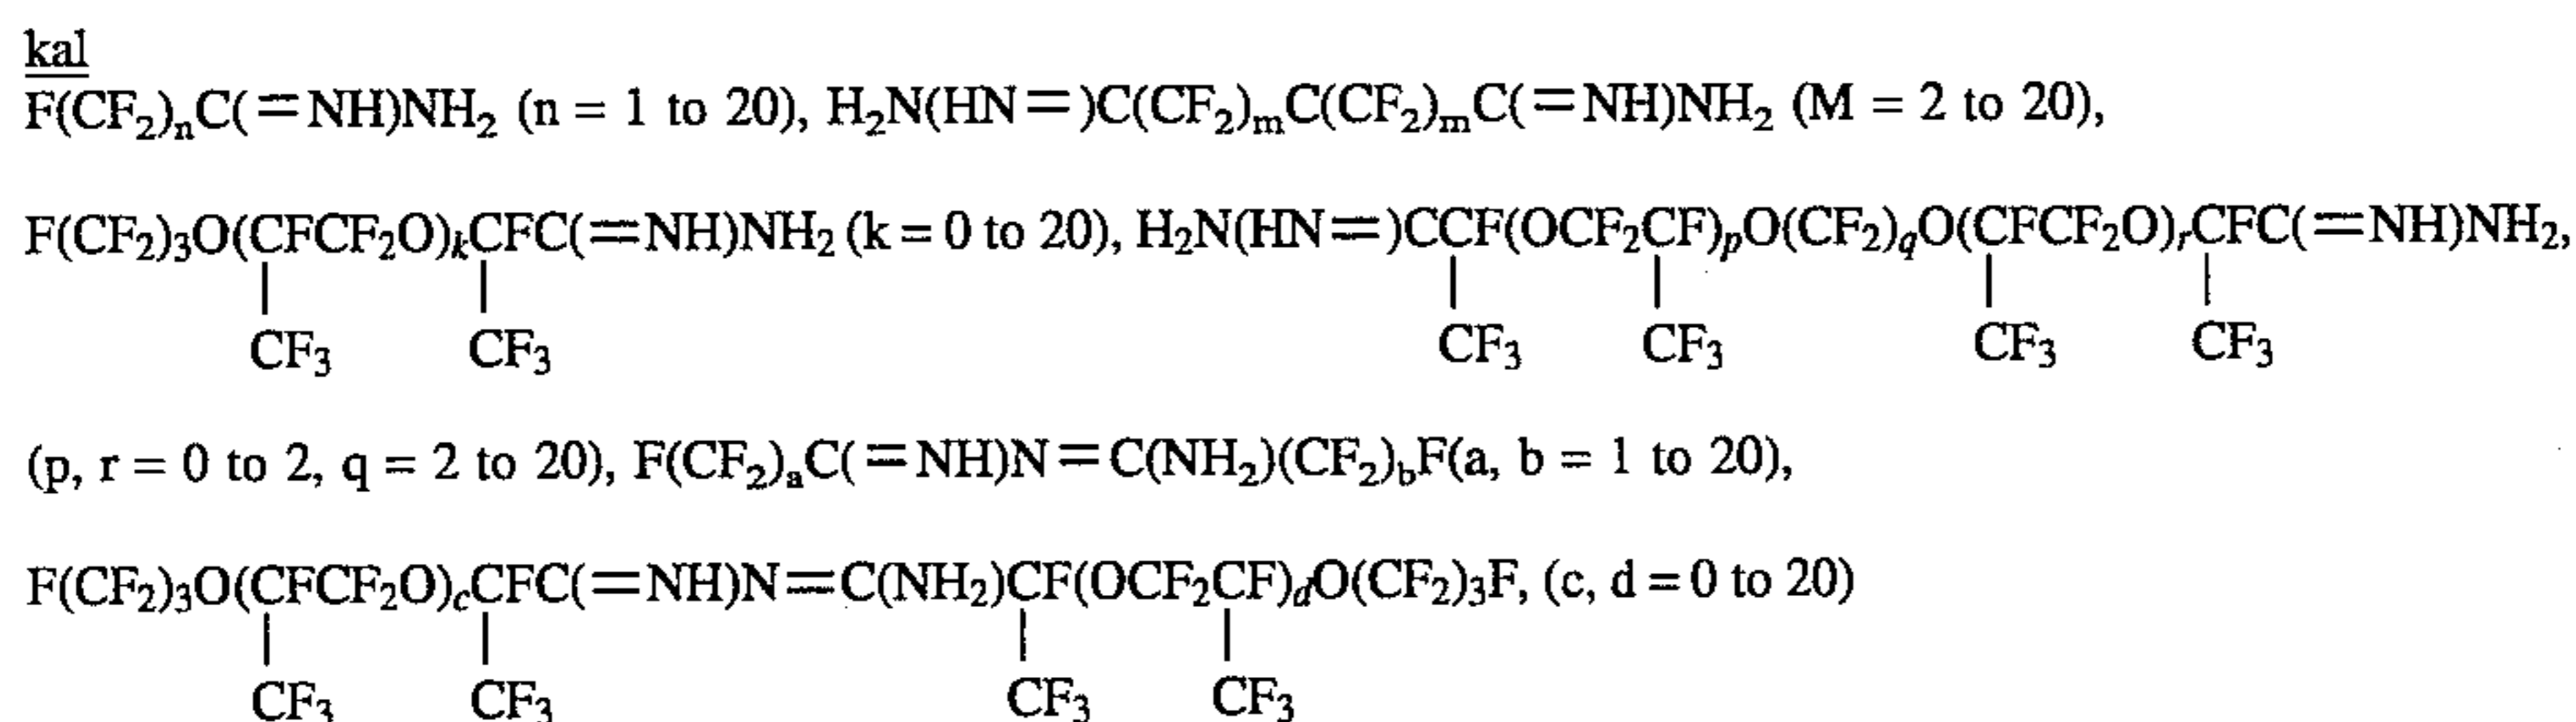 kal
F(CF₂)ₙC(=NH)NH₂ (n = 1 to 20), H₂N(HN=)C(CF₂)ₘC(CF₂)ₘC(=NH)NH₂ (M = 2 to 20),
F(CF₂)₃O(CFCF₂O)ₖCFC(=NH)NH₂ (k = 0 to 20), H₂N(HN=)CCF(OCF₂CF)ₚO(CF₂)qO(CFCF₂O)ᵣCFC(=NH)NH₂,
CF₃ CF₃ CF₃ CF₃ CF₃ CF₃
(p, r = 0 to 2, q = 2 to 20), F(CF₂)ₐC(=NH)N=C(NH₂)(CF₂)bF(a, b = 1 to 20),
F(CF₂)₃O(CFCF₂O)cCFC(=NH)N=C(NH₂)CF(OCF₂CF)dO(CF₂)₃F, (c, d = 0 to 20)
CF₃ CF₃ CF₃ CF₃